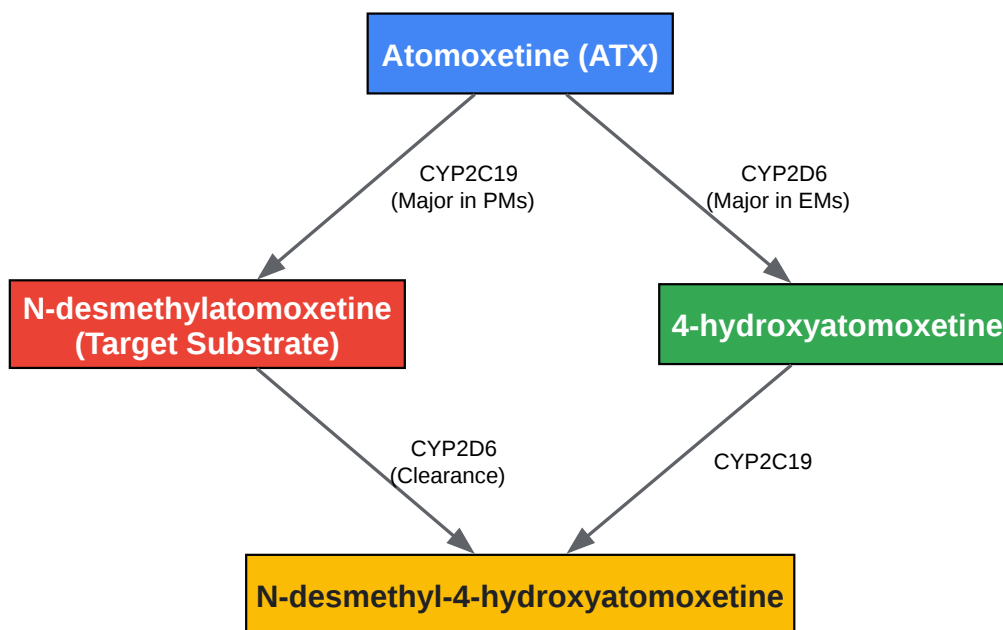 Atomoxetine (ATX)
CYP2C19
(Major in PMs)
CYP2D6
(Major in EMs)
N-desmethylatomoxetine
(Target Substrate)
4-hydroxyatomoxetine
CYP2D6
(Clearance)
CYP2C19
N-desmethyl-4-hydroxyatomoxetine